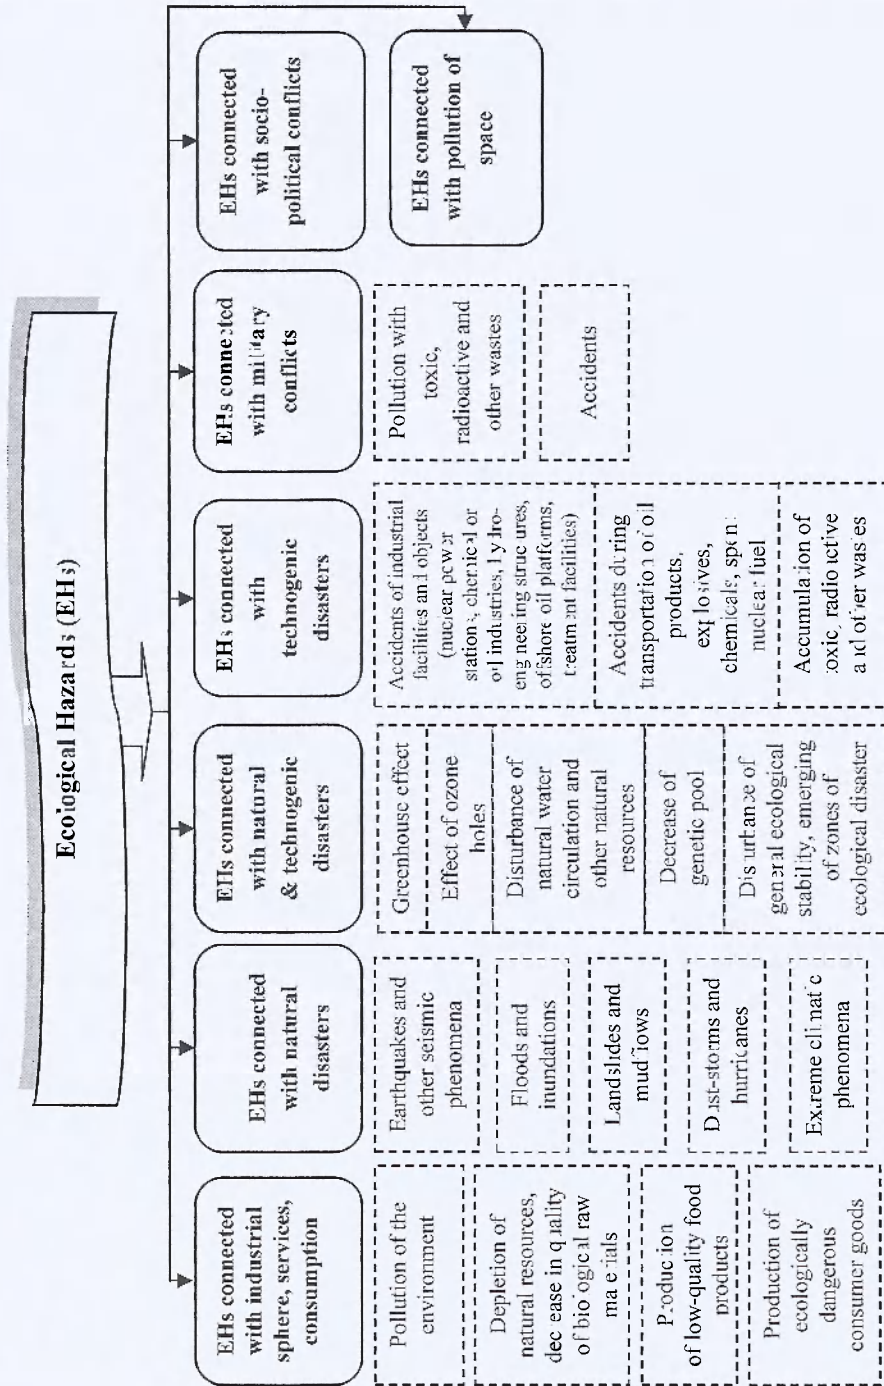 Ecological Hazards (EHs)
EHs connected
with industrial
sphere, services,
consumption
Pollution of the
environment
Depletion of
natural resources,
decrease in quality
of biological raw
materials
Production
of low-quality food
products
Production of
ecologically
dangerous
consumer goods
EHs connected
with natural
disasters
Earthquakes and
other seismic
phenomena
Floods and
inundations
Landslides and
mudflows
Dust-storms and
hurricanes
Extreme climatic
phenomena
EHs connected
with natural
& technogenic
disasters
Greenhouse effect
Effect of ozone
holes
Disturbance of
natural water
circulation and
other natural
resources
Decrease of
genetic pool
Disturbance of
general ecological
stability, emerging
of zones of
ecological disaster
EHs connected
with
technogenic
disasters
Accidents of industrial
facilities and objects
(nuclear power
stations, chemical or
oil industries, hydro-
engineering structures,
offshore oil platforms,
treatment facilities)
Accidents during
transportation of oil
products,
explosives,
chemicals, spent
nuclear fuel
Accumulation of
toxic, radioactive
and other wastes
EHs connected
with military
conflicts
Pollution with
toxic,
radioactive and
other wastes
Accidents
EHs connected
with socio-
political conflicts
EHs connected
with pollution of
space